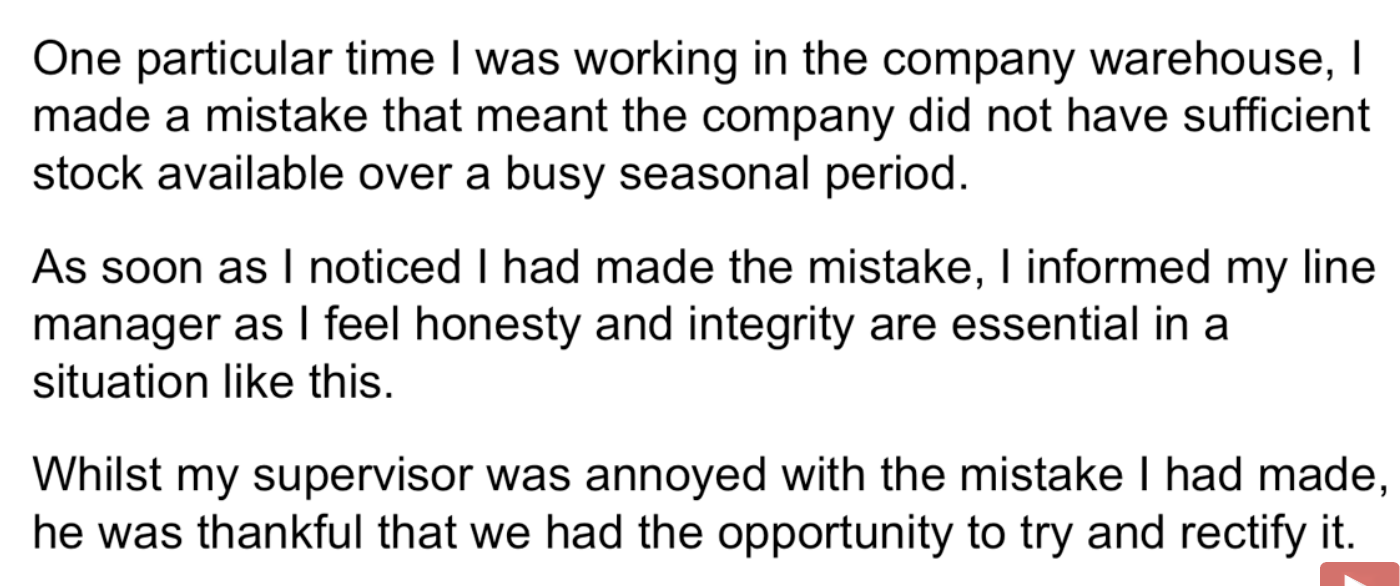 One particular time I was working in the company warehouse, I
made a mistake that meant the company did not have sufficient
stock available over a busy seasonal period.
As soon as I noticed I had made the mistake, I informed my line
manager as I feel honesty and integrity are essential in a
situation like this.
Whilst my supervisor was annoyed with the mistake I had made,
he was thankful that we had the opportunity to try and rectify it.